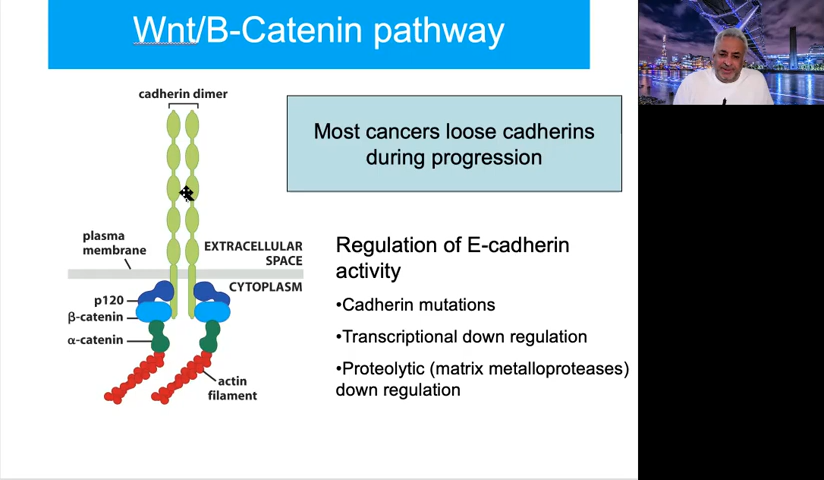 Wnt/B-Catenin pathway
cadherin dimer
Most cancers loose cadherins
during progression
plasma
membrane
EXTRACELLULAR
SPACE
CYTOPLASM
p120
β-catenin
α-catenin
actin
filament
Regulation of E-cadherin
activity
•Cadherin mutations
•Transcriptional down regulation
•Proteolytic (matrix metalloproteases)
down regulation